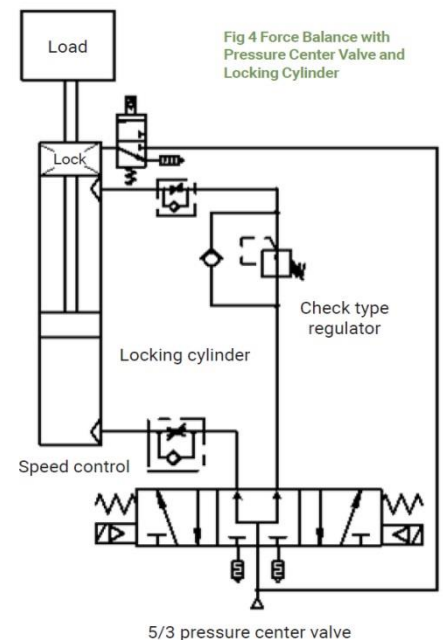 Load
Fig 4 Force Balance with
Pressure Center Valve and
Locking Cylinder
Lock
Check type
regulator
Locking cylinder
Speed control
5/3 pressure center valve